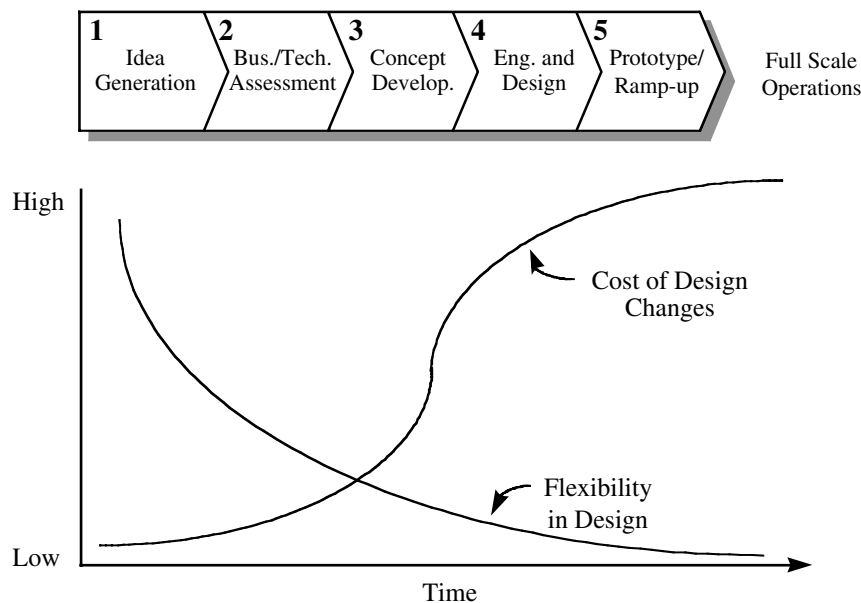 1
Idea
Generation
2
Bus./Tech.
Assessment
3
Concept
Develop.
4
Eng. and
Design
5
Prototype/
Ramp-up
Full Scale
Operations
High
Cost of Design
Changes
Flexibility
in Design
Low
Time